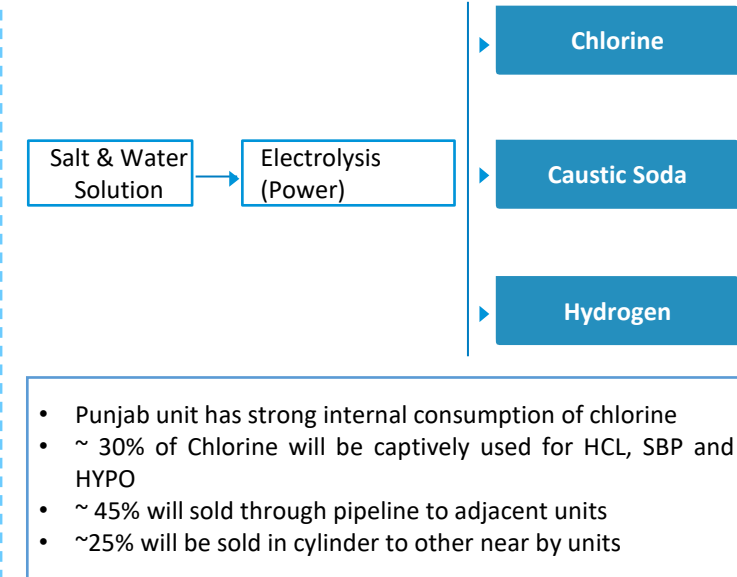 Chlorine
Salt & Water
Solution
Electrolysis
(Power)
Caustic Soda
Hydrogen
• Punjab unit has strong internal consumption of chlorine
• ~ 30% of Chlorine will be captively used for HCL, SBP and
HYPO
• ~ 45% will sold through pipeline to adjacent units
• ~25% will be sold in cylinder to other near by units